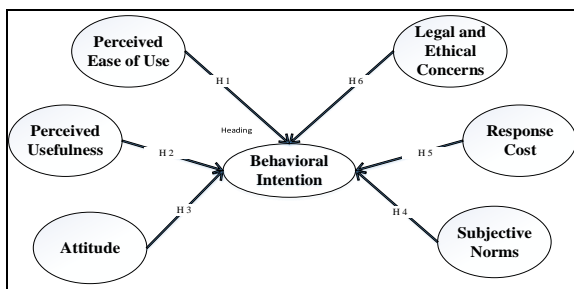 Perceived
Ease of Use
Legal and
Ethical
Concerns
H 1
H 6
Heading
Perceived
Usefulness
H 2
Behavioral
Intention
H 5
Response
Cost
H 3
H 4
Attitude
Subjective
Norms